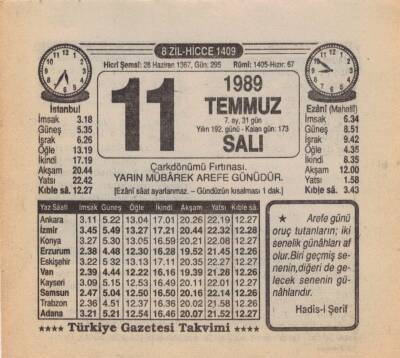 8 ZİL-HİCCE 1409
Hicrî Şemsî: 28 Haziran 1367, Gün: 295 Rûmî: 1405-Hızır: 67
11
1989
TEMMUZ
7. ay, 31 gün
Yılın 192. günü - Kalan gün: 173
SALI
İstanbul
İmsak 3.18
Güneş 5.35
İşrak 6.26
Öğle 13.19
İkindi 17.19
Akşam 20.44
Yatsı 22.42
Kıble sâ. 12.27
Ezânî (Mahallî)
İmsak 6.34
Güneş 8.51
İşrak 9.42
Öğle 4.35
İkindi 8.35
Akşam 12.00
Yatsı 1.58
Kıble sâ. 3.43
Çarkdönümü Fırtınası.
YARIN MÜBÂREK AREFE GÜNÜDÜR.
[Ezânî sâat ayarlanmaz. – Gündüzün kısalması 1 dak.]
Yaz Saati İmsak Güneş Öğle İkindi Akşam Yatsı Kıble sâ.
Ankara 3.11 5.22 13.04 17.01 20.26 22.19 12.27
İzmir 3.45 5.49 13.27 17.21 20.44 22.32 12.28
Konya 3.27 5.30 13.05 16.59 20.21 22.08 12.27
Erzurum 2.38 4.48 12.30 16.28 19.52 21.45 12.26
Eskişehir 3.22 5.32 13.13 17.11 20.35 22.27 12.27
Van 2.39 4.44 12.22 16.16 19.39 21.28 12.26
Kayseri 3.09 5.15 12.53 16.49 20.11 22.01 12.27
Samsun 2.47 5.04 12.50 16.50 20.16 22.14 12.26
Trabzon 2.36 4.51 12.37 16.36 20.02 21.58 12.26
Adana 3.21 5.21 12.54 16.46 20.07 21.52 12.27
★ Arefe günü
oruç tutanların; iki
senelik günâhları af
olur.Biri geçmiş se-
nenin,diğeri de ge-
lecek senenin gü-
nâhlarıdır.
Hadis-i Şerif
★★★★ Türkiye Gazetesi Takvimi ★★★★